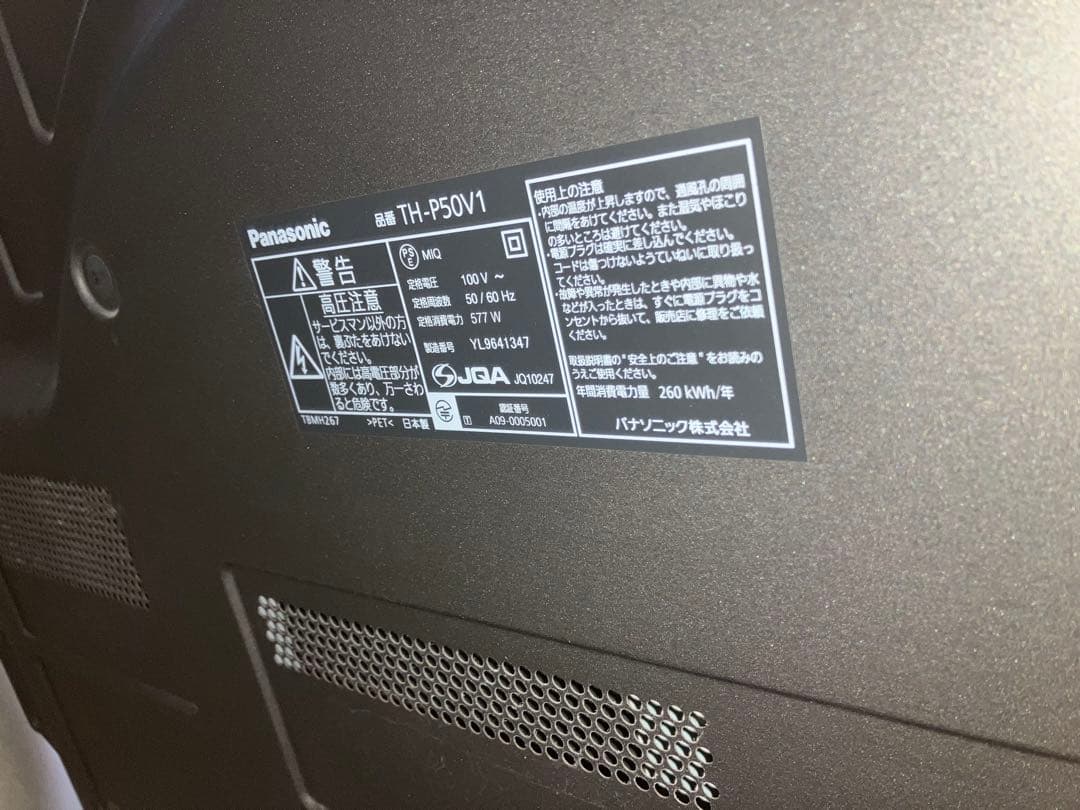 Panasonic 品番 TH-P50V1
警告
高圧注意
サービスマン以外の方
は、裏ぶたをあけない
でください。
内部には高電圧部分が
数多くあり、万一さわ
ると危険です。
TBMH267 >PET< 日本製
PS
E
MIQ
定格電圧 100 V ~
定格周波数 50 / 60 Hz
定格消費電力 577 W
製造番号 YL9641347
JQA JQ10247
T 認証番号
A09-0005001
使用上の注意
・内部の温度が上昇しますので、通風孔の周囲
に間隔をあけてください。また湿気やほこり
の多いところは避けてください。
・電源プラグは確実に差し込んでください。
コードは傷つけないようていねいに取り扱っ
てください。
・故障や異常が発生したときや内部に異物や水
などが入ったときは、すぐに電源プラグをコ
ンセントから抜いて、販売店に修理をご依頼
ください。
取扱説明書の"安全上のご注意"をお読みの
うえご使用ください。
年間消費電力量 260 kWh/年
パナソニック株式会社